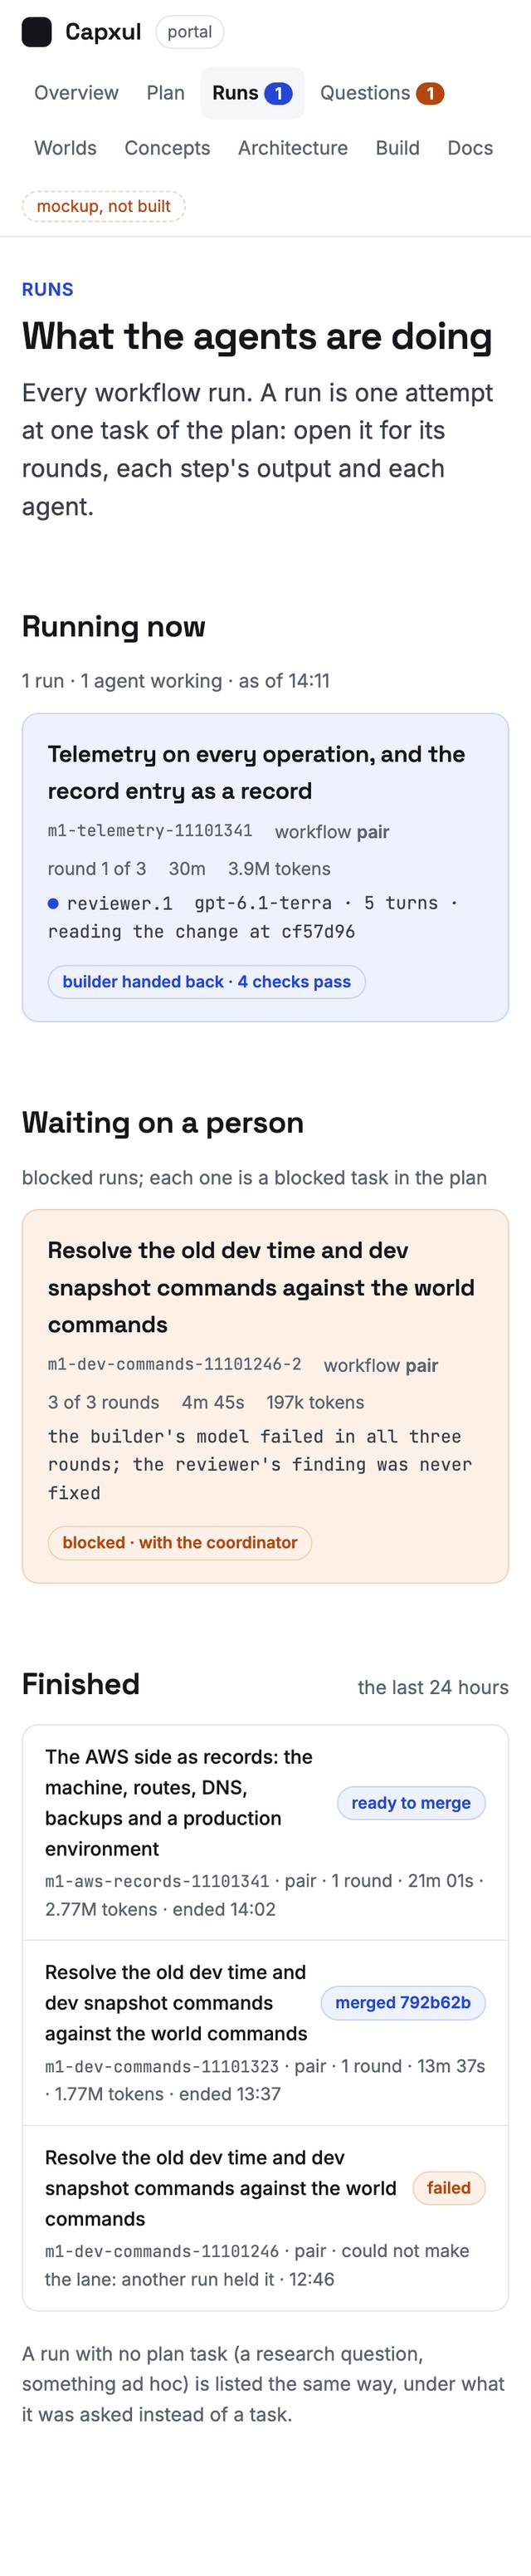 Capxul portal
Overview Plan Runs 1 Questions 1
Worlds Concepts Architecture Build Docs
mockup, not built
RUNS
What the agents are doing
Every workflow run. A run is one attempt
at one task of the plan: open it for its
rounds, each step's output and each
agent.
Running now
1 run · 1 agent working · as of 14:11
Telemetry on every operation, and the
record entry as a record
m1-telemetry-11101341 workflow pair
round 1 of 3 30m 3.9M tokens
reviewer.1 gpt-6.1-terra · 5 turns ·
reading the change at cf57d96
builder handed back · 4 checks pass
Waiting on a person
blocked runs; each one is a blocked task in the plan
Resolve the old dev time and dev
snapshot commands against the world
commands
m1-dev-commands-11101246-2 workflow pair
3 of 3 rounds 4m 45s 197k tokens
the builder's model failed in all three
rounds; the reviewer's finding was never
fixed
blocked · with the coordinator
Finished the last 24 hours
The AWS side as records: the
machine, routes, DNS,
backups and a production
environment
ready to merge
m1-aws-records-11101341 · pair · 1 round · 21m 01s ·
2.77M tokens · ended 14:02
Resolve the old dev time and
dev snapshot commands
against the world commands
merged 792b62b
m1-dev-commands-11101323 · pair · 1 round · 13m 37s
· 1.77M tokens · ended 13:37
Resolve the old dev time and dev
snapshot commands against the world
commands
failed
m1-dev-commands-11101246 · pair · could not make
the lane: another run held it · 12:46
A run with no plan task (a research question,
something ad hoc) is listed the same way, under what
it was asked instead of a task.